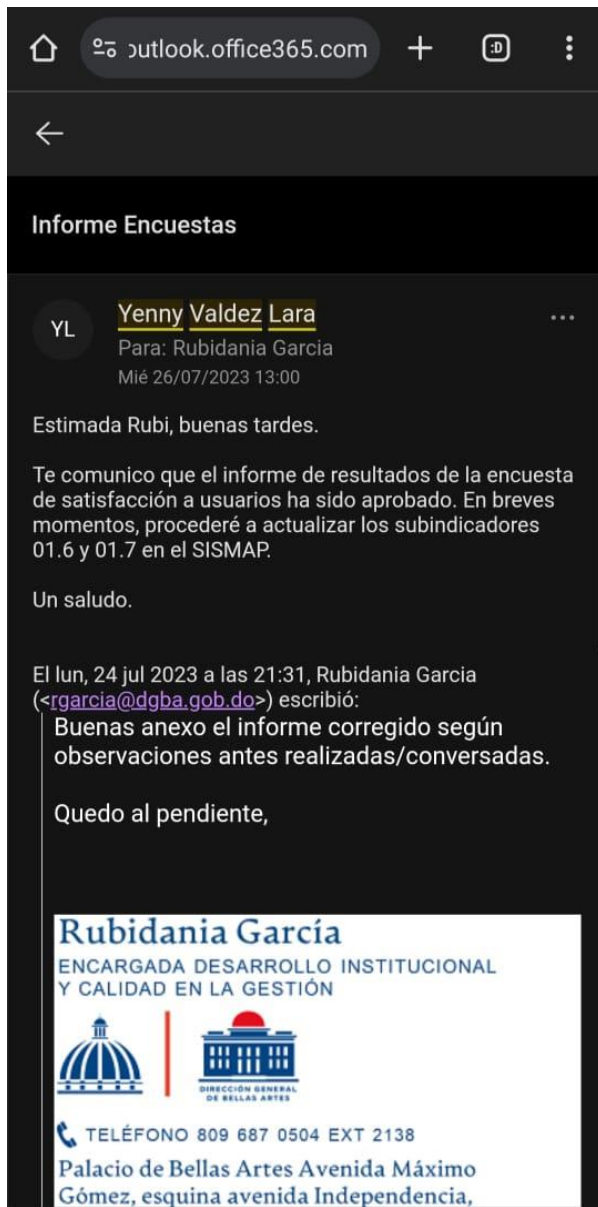 outlook.office365.com
:D
Informe Encuestas
YL
Yenny Valdez Lara
Para: Rubidania Garcia
Mié 26/07/2023 13:00
Estimada Rubi, buenas tardes.
Te comunico que el informe de resultados de la encuesta
de satisfacción a usuarios ha sido aprobado. En breves
momentos, procederé a actualizar los subindicadores
01.6 y 01.7 en el SISMAP.
Un saludo.
El lun, 24 jul 2023 a las 21:31, Rubidania Garcia
(<rgarcia@dgba.gob.do>) escribió:
Buenas anexo el informe corregido según
observaciones antes realizadas/conversadas.
Quedo al pendiente,
Rubidania García
ENCARGADA DESARROLLO INSTITUCIONAL
Y CALIDAD EN LA GESTIÓN
DIRECCIÓN GENERAL
DE BELLAS ARTES
TELÉFONO 809 687 0504 EXT 2138
Palacio de Bellas Artes Avenida Máximo
Gómez, esquina avenida Independencia,